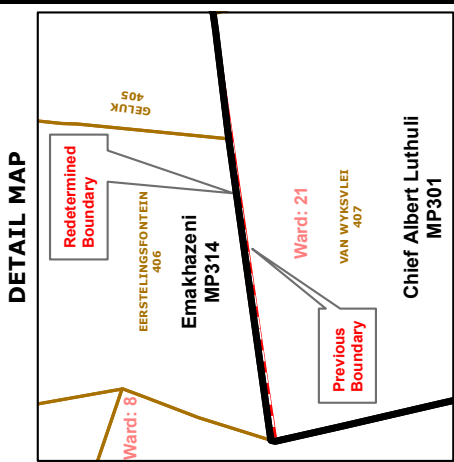 DETAIL MAP
GELUK
405
Redetermined
Boundary
EERSTELINGSFONTEIN
406
Emakhazeni
MP314
Ward: 8
Ward: 21
VAN WYKSVLEI
407
Previous
Boundary
Chief Albert Luthuli
MP301